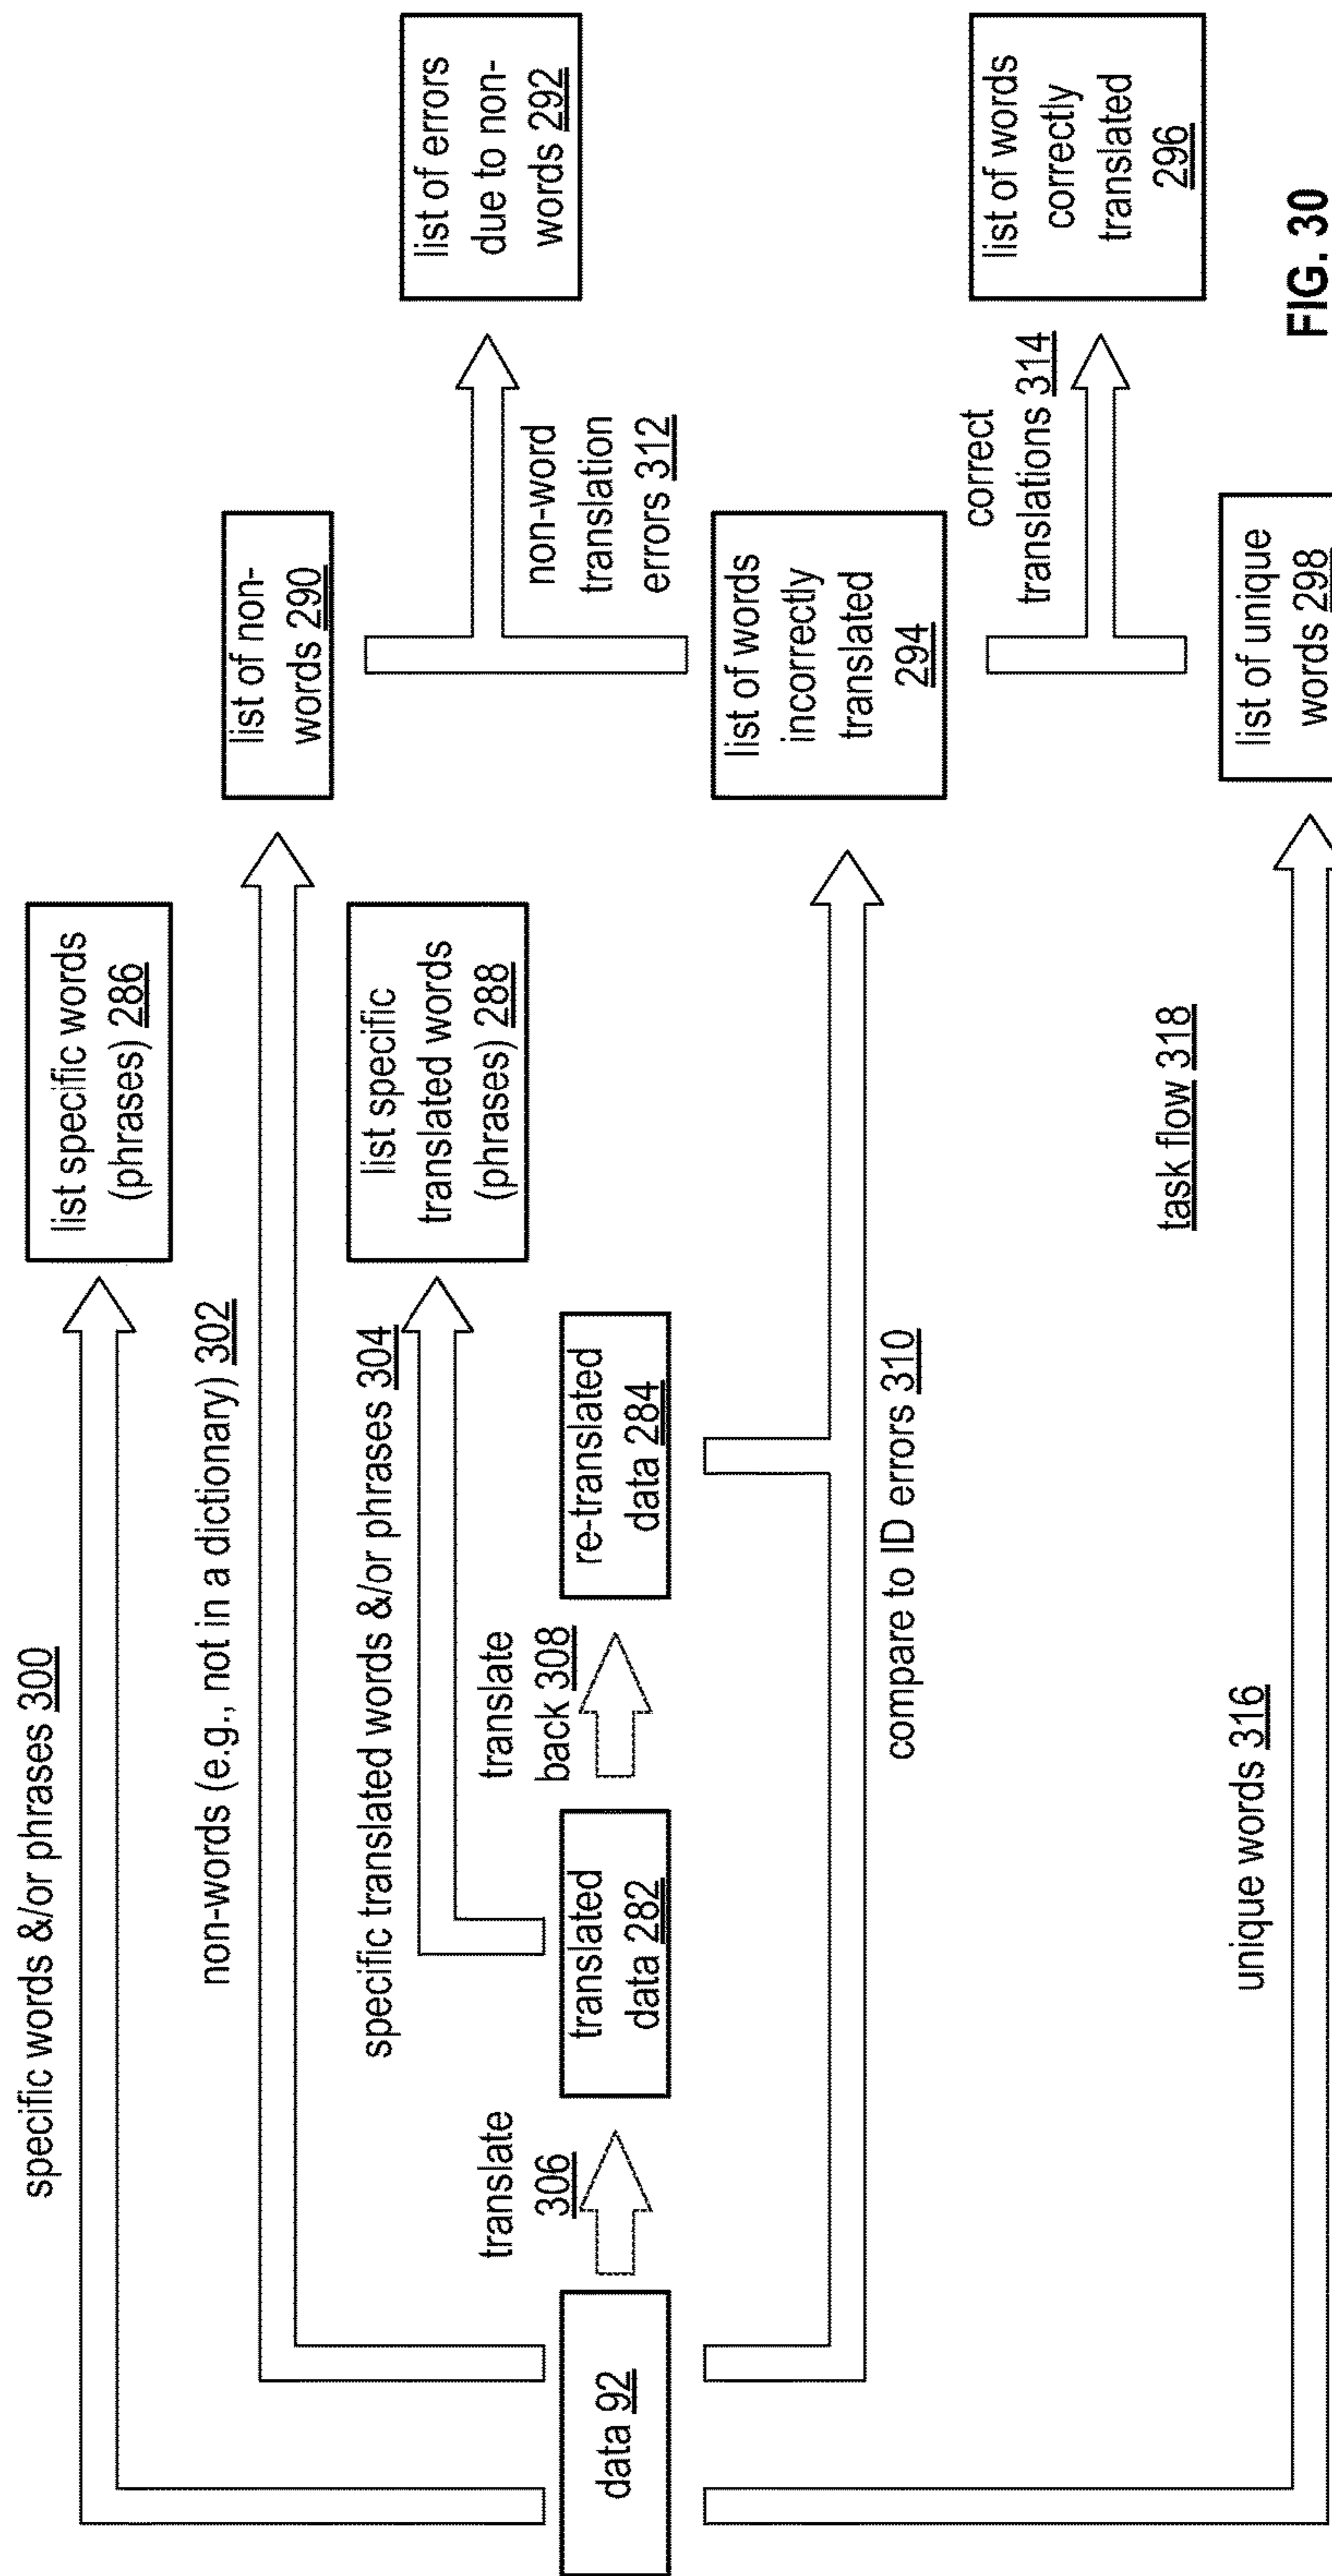 specific words &/or phrases 300
list specific words
(phrases) 286
non-words (e.g., not in a dictionary) 302
list of non-
words 290
list of errors
due to non-
words 292
specific translated words &/or phrases 304
list specific
translated words
(phrases) 288
non-word
translation
errors 312
translate
306
translate
back 308
data 92
translated
data 282
re-translated
data 284
list of words
incorrectly
translated
294
compare to ID errors 310
correct
translations 314
list of words
correctly
translated
296
task flow 318
unique words 316
list of unique
words 298
FIG. 30